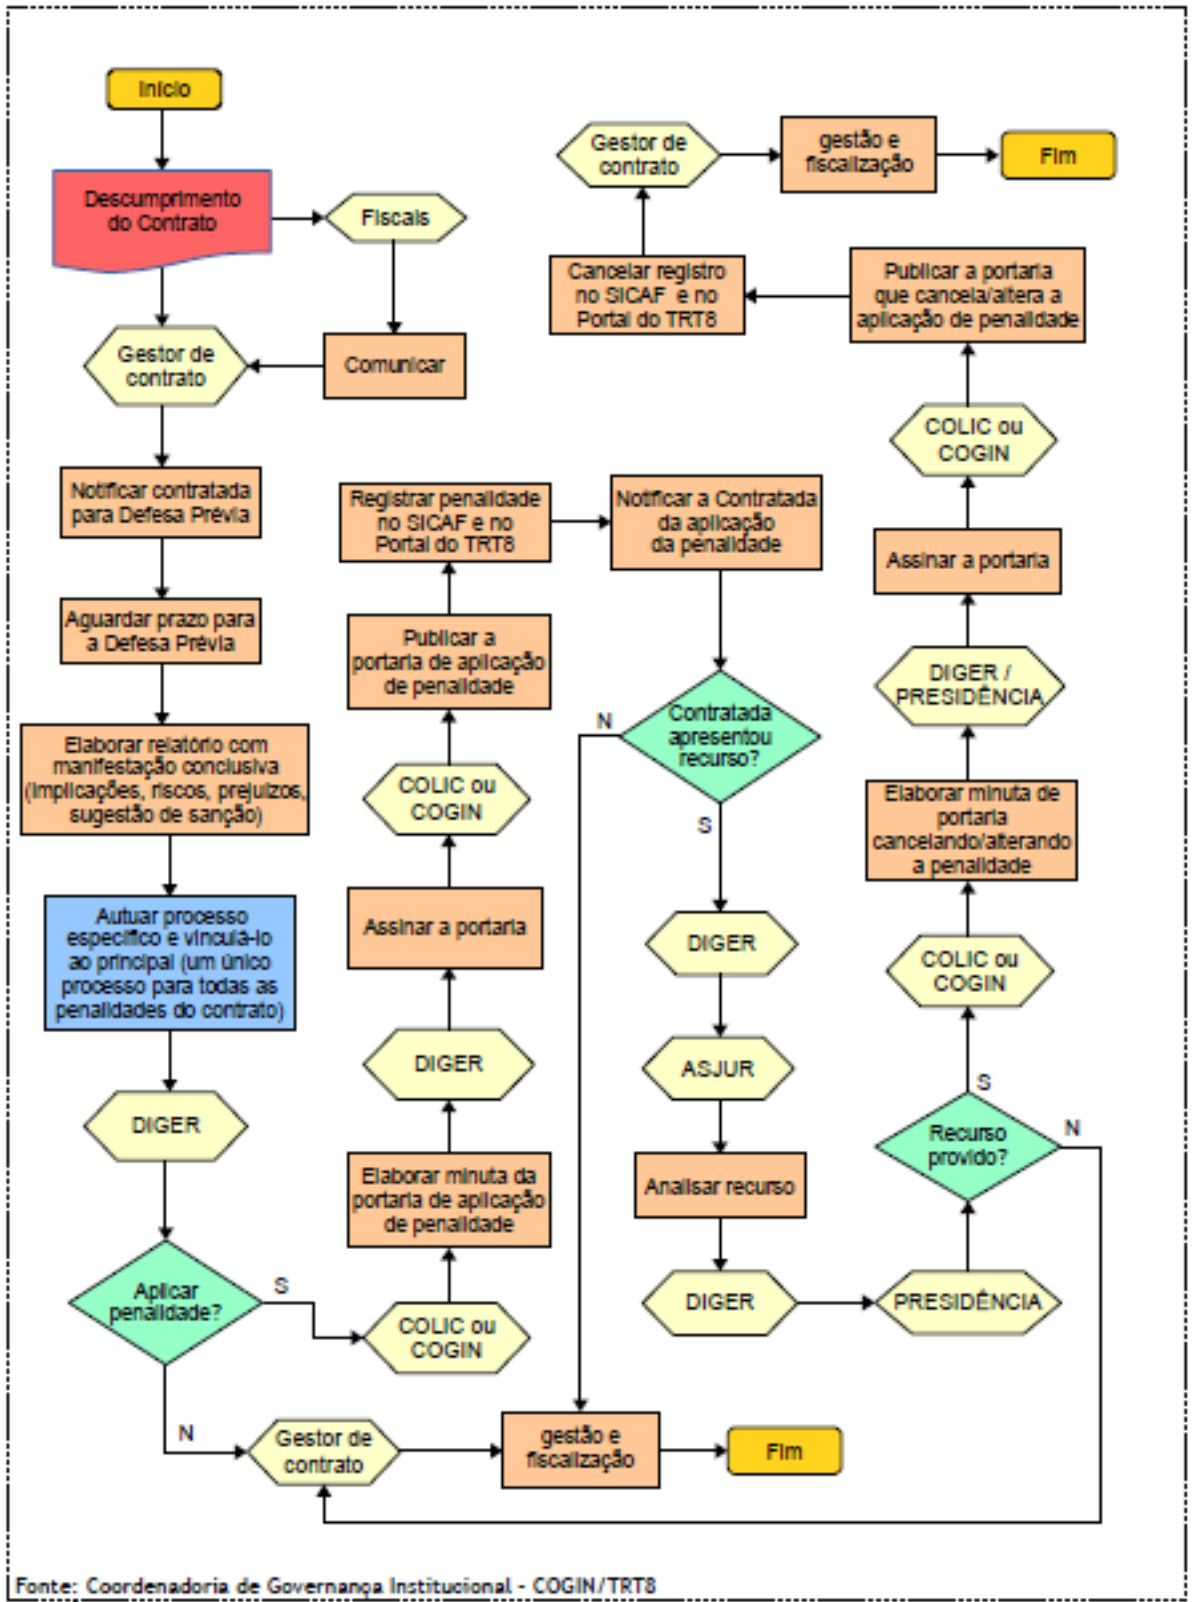 Início
Descumprimento
do Contrato
Fiscais
Comunicar
Gestor de
contrato
Notificar contratada
para Defesa Prévia
Aguardar prazo para
a Defesa Prévia
Elaborar relatório com
manifestação conclusiva
(implicações, riscos, prejuízos,
sugestão de sanção)
Autuar processo
específico e vinculá-lo
ao principal (um único
processo para todas as
penalidades do contrato)
DIGER
Aplicar
penalidade?
S
N
COLIC ou
COGIN
Elaborar minuta da
portaria de aplicação
de penalidade
DIGER
Assinar a portaria
COLIC ou
COGIN
Publicar a
portaria de aplicação
de penalidade
Registrar penalidade
no SICAF e no
Portal do TRT8
Notificar a Contratada
da aplicação
da penalidade
Contratada
apresentou
recurso?
N
S
DIGER
ASJUR
Analisar recurso
DIGER
PRESIDÊNCIA
Recurso
provido?
S
N
COLIC ou
COGIN
Elaborar minuta de
portaria
cancelando/alterando
a penalidade
DIGER /
PRESIDÊNCIA
Assinar a portaria
COLIC ou
COGIN
Publicar a portaria
que cancela/altera a
aplicação de penalidade
Cancelar registro
no SICAF e no
Portal do TRT8
Gestor de
contrato
gestão e
fiscalização
Fim
Gestor de
contrato
gestão e
fiscalização
Fim
Fonte: Coordenadoria de Governança Institucional - COGIN/TRT8